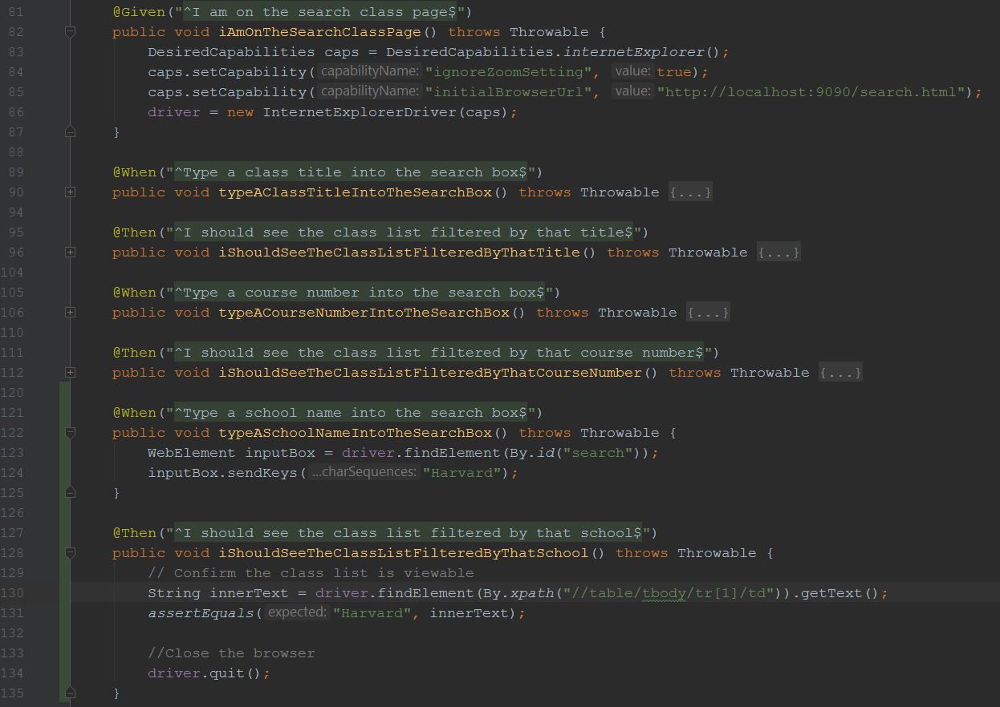 81 @Given("^I am on the search class page$")
82 public void iAmOnTheSearchClassPage() throws Throwable {
83 DesiredCapabilities caps = DesiredCapabilities.internetExplorer();
84 caps.setCapability( capabilityName: "ignoreZoomSetting", value: true);
85 caps.setCapability( capabilityName: "initialBrowserUrl", value: "http://localhost:9090/search.html");
86 driver = new InternetExplorerDriver(caps);
87 }
88
89 @When("^Type a class title into the search box$")
90 public void typeAClassTitleIntoTheSearchBox() throws Throwable {...}
94
95 @Then("^I should see the class list filtered by that title$")
96 public void iShouldSeeTheClassListFilteredByThatTitle() throws Throwable {...}
104
105 @When("^Type a course number into the search box$")
106 public void typeACourseNumberIntoTheSearchBox() throws Throwable {...}
110
111 @Then("^I should see the class list filtered by that course number$")
112 public void iShouldSeeTheClassListFilteredByThatCourseNumber() throws Throwable {...}
120
121 @When("^Type a school name into the search box$")
122 public void typeASchoolNameIntoTheSearchBox() throws Throwable {
123 WebElement inputBox = driver.findElement(By.id("search"));
124 inputBox.sendKeys( ...charSequences: "Harvard");
125 }
126
127 @Then("^I should see the class list filtered by that school$")
128 public void iShouldSeeTheClassListFilteredByThatSchool() throws Throwable {
129 // Confirm the class list is viewable
130 String innerText = driver.findElement(By.xpath("//table/tbody/tr[1]/td")).getText();
131 assertEquals( expected: "Harvard", innerText);
132
133 //Close the browser
134 driver.quit();
135 }